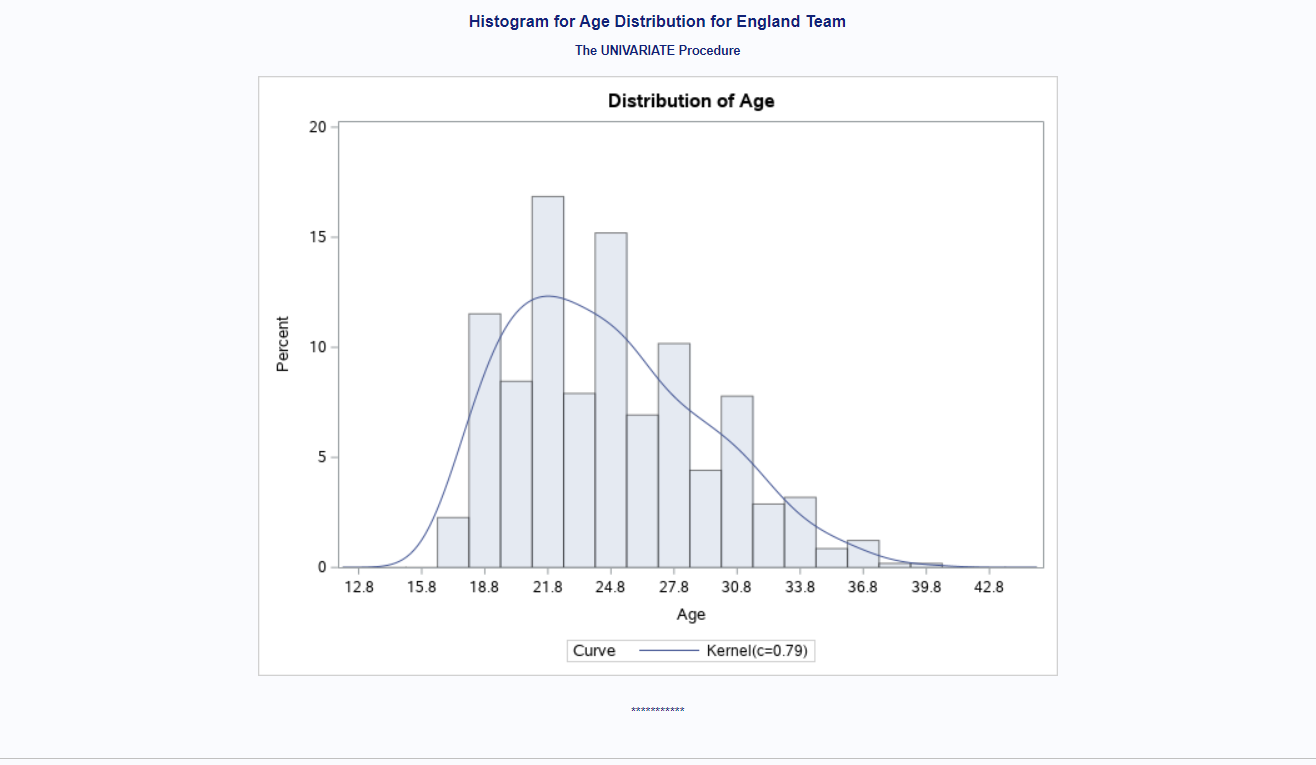 Histogram for Age Distribution for England Team
The UNIVARIATE Procedure
Distribution of Age
20
15
10
5
0
Percent
12.8 15.8 18.8 21.8 24.8 27.8 30.8 33.8 36.8 39.8 42.8
Age
Curve Kernel(c=0.79)
***********